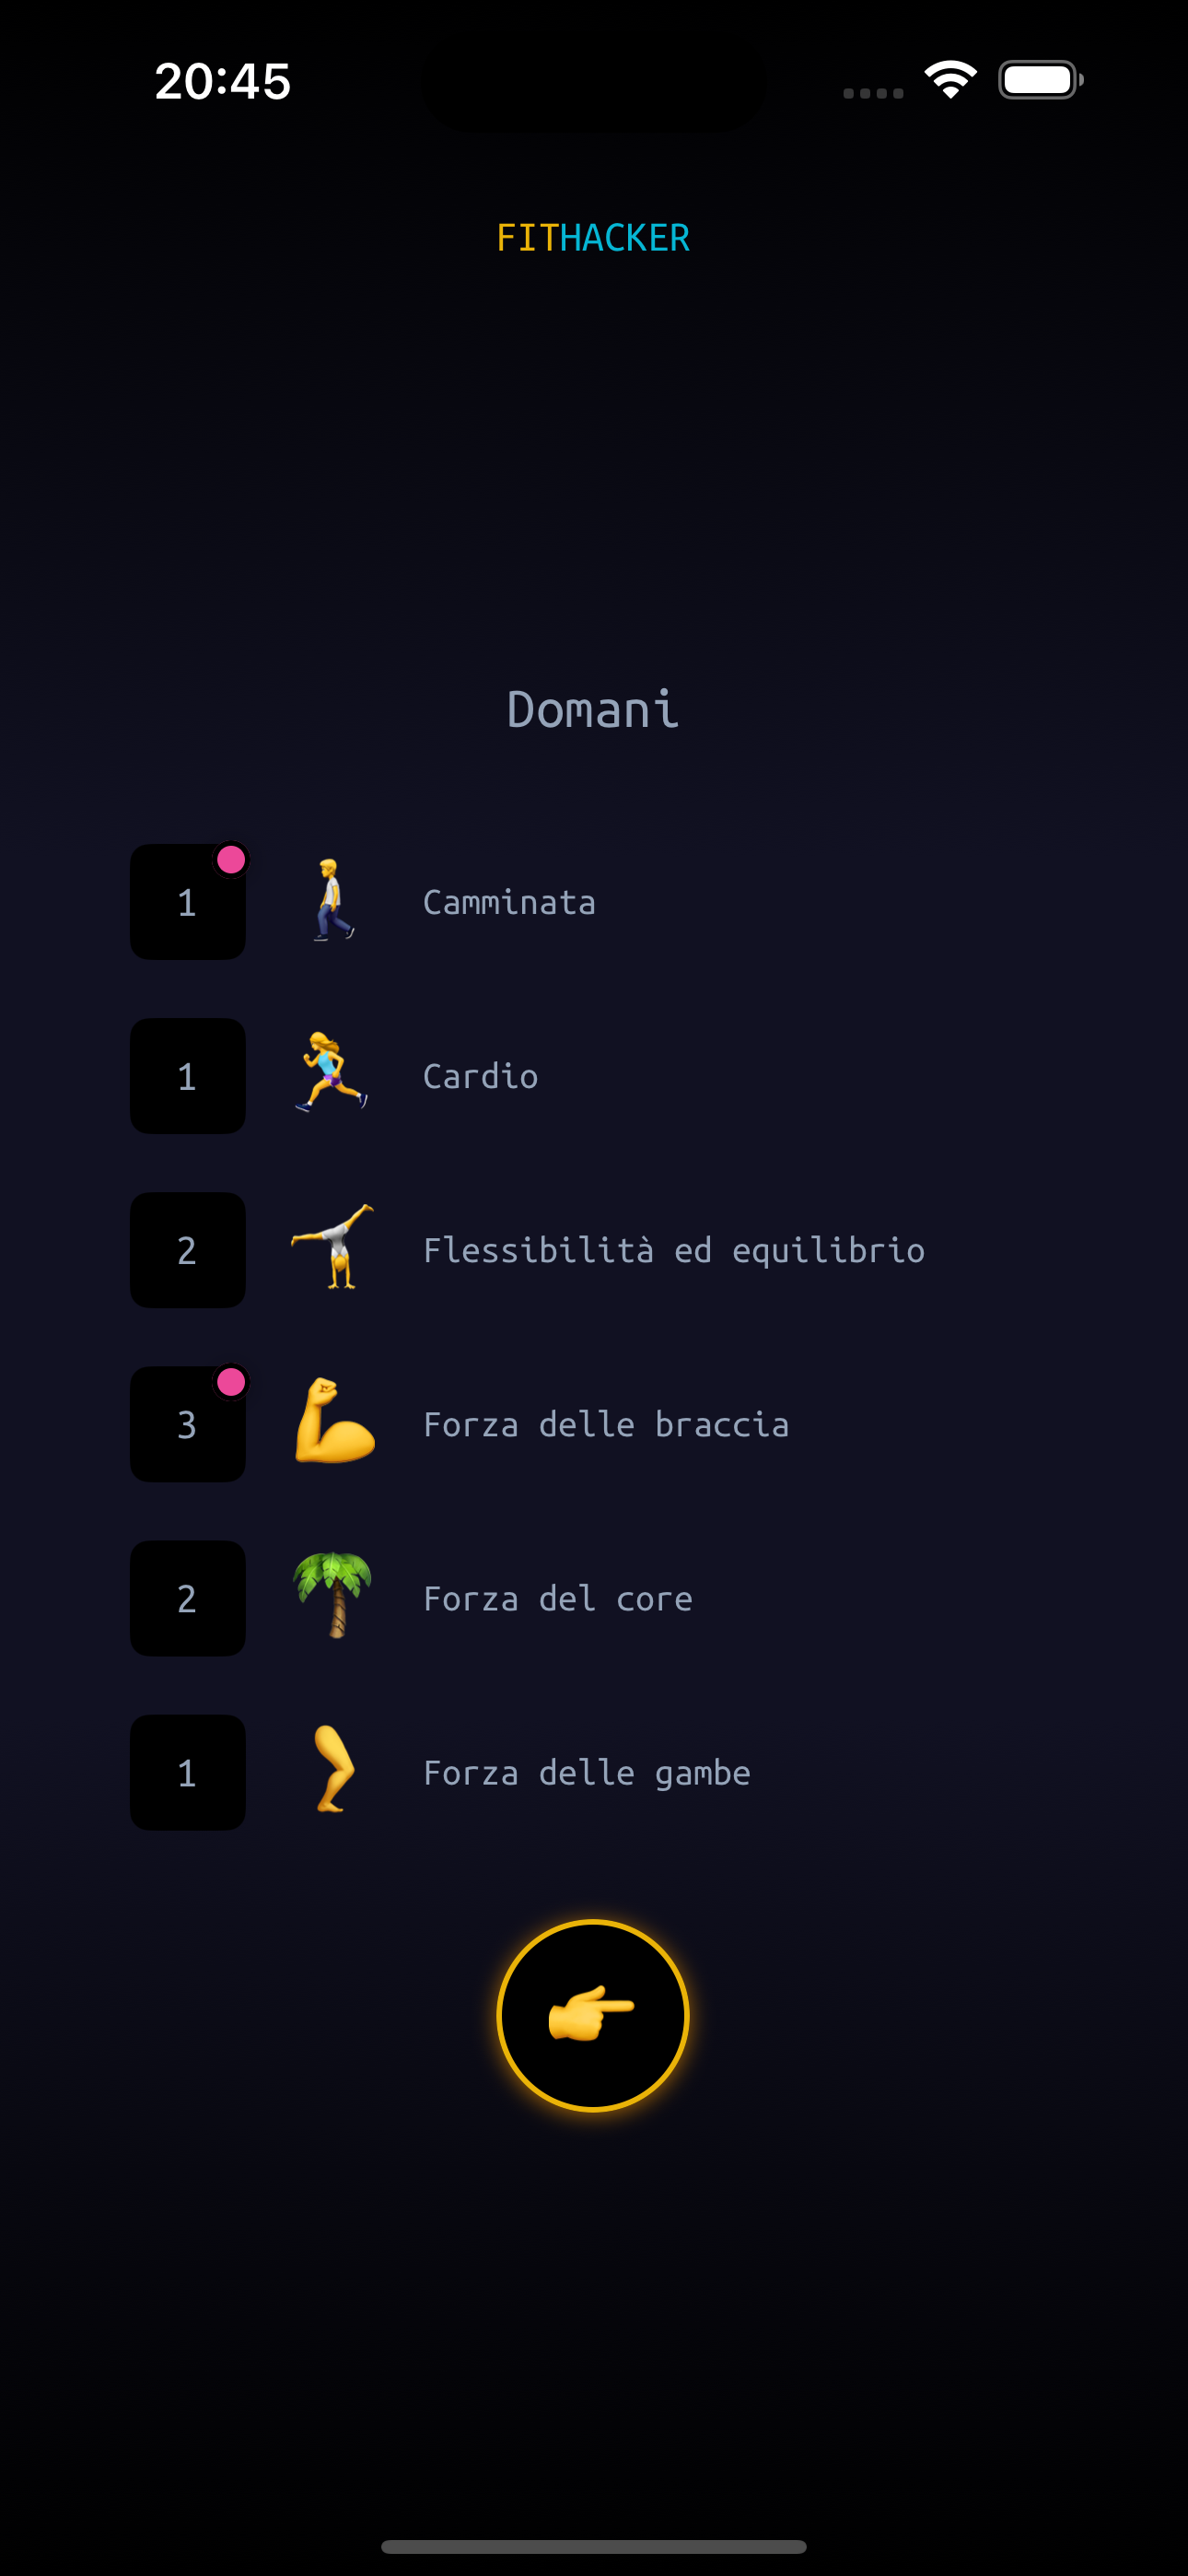 20:45
FITHACKER
Domani
1 Camminata
1 Cardio
2 Flessibilità ed equilibrio
3 Forza delle braccia
2 Forza del core
1 Forza delle gambe